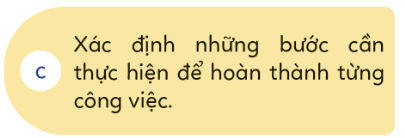 c
Xác định những bước cần
thực hiện để hoàn thành từng
công việc.